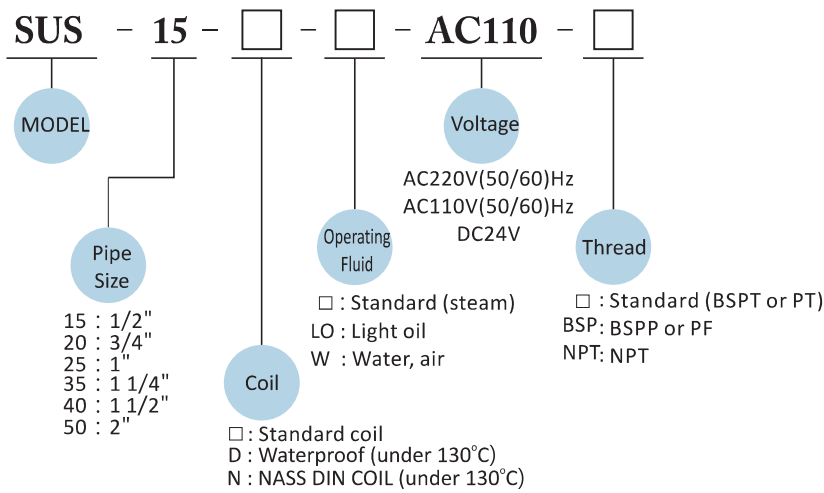 SUS - 15 - □ - □ - AC110 - □
MODEL
Pipe
Size
15 : 1/2"
20 : 3/4"
25 : 1"
35 : 1 1/4"
40 : 1 1/2"
50 : 2"
Coil
□ : Standard coil
D : Waterproof (under 130°C)
N : NASS DIN COIL (under 130°C)
Operating
Fluid
□ : Standard (steam)
LO : Light oil
W : Water, air
Voltage
AC220V(50/60)Hz
AC110V(50/60)Hz
DC24V
Thread
□ : Standard (BSPT or PT)
BSP: BSPP or PF
NPT: NPT